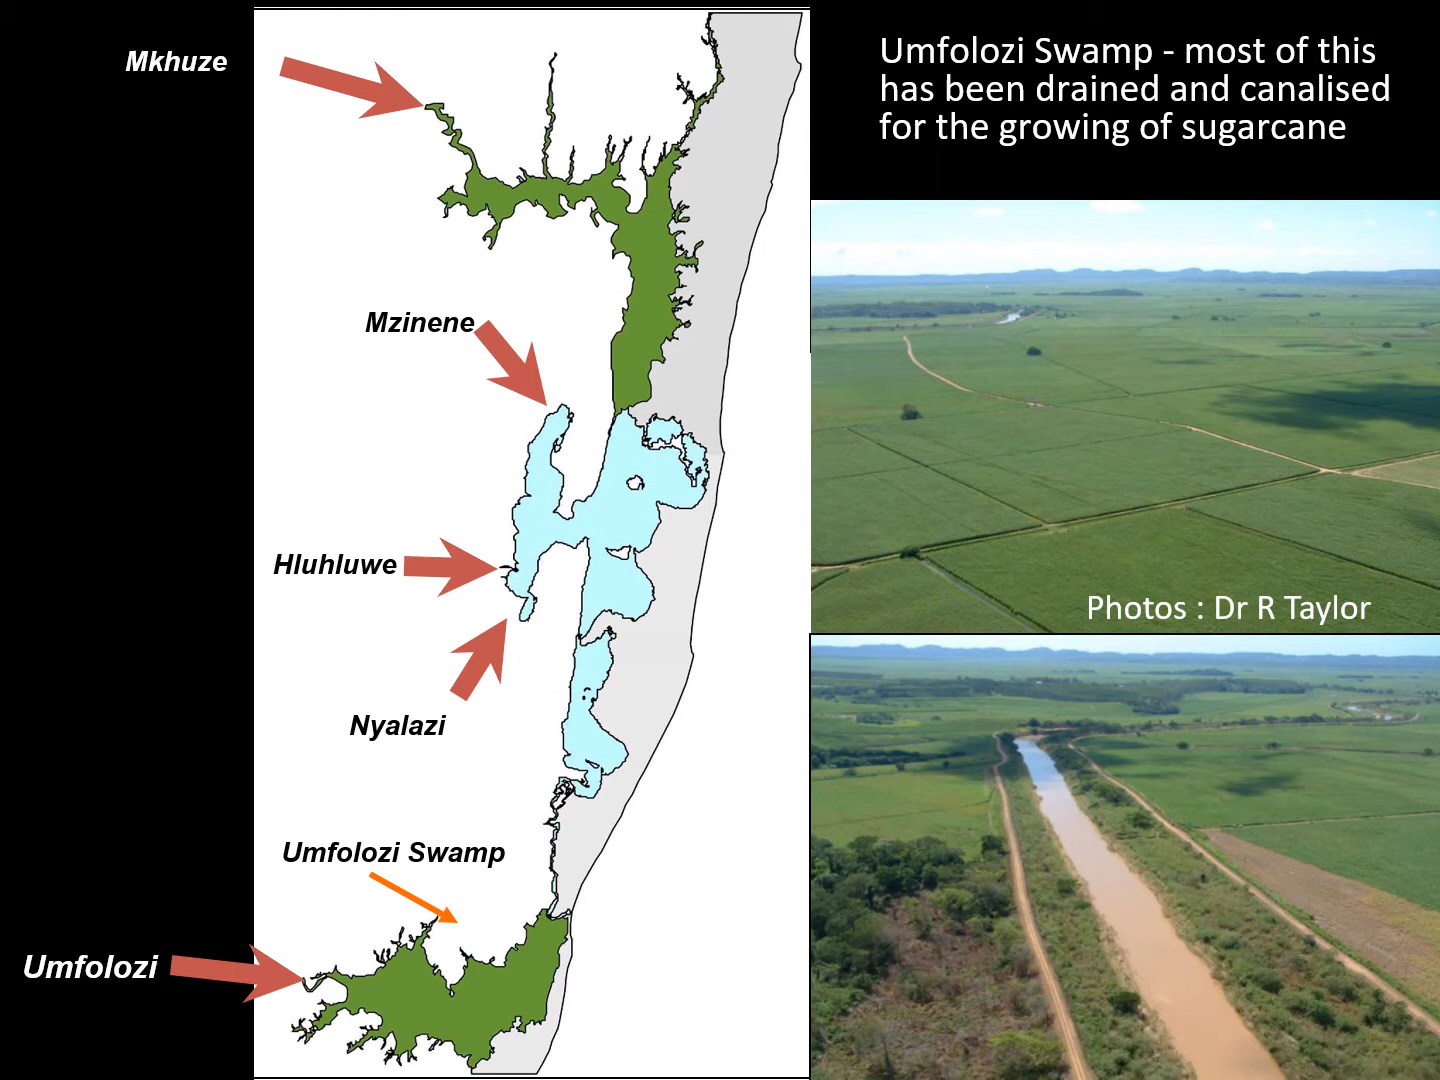 Mkhuze
Umfolozi Swamp - most of this
has been drained and canalised
for the growing of sugarcane
Mzinene
Hluhluwe
Nyalazi
Umfolozi Swamp
Umfolozi
Photos : Dr R Taylor